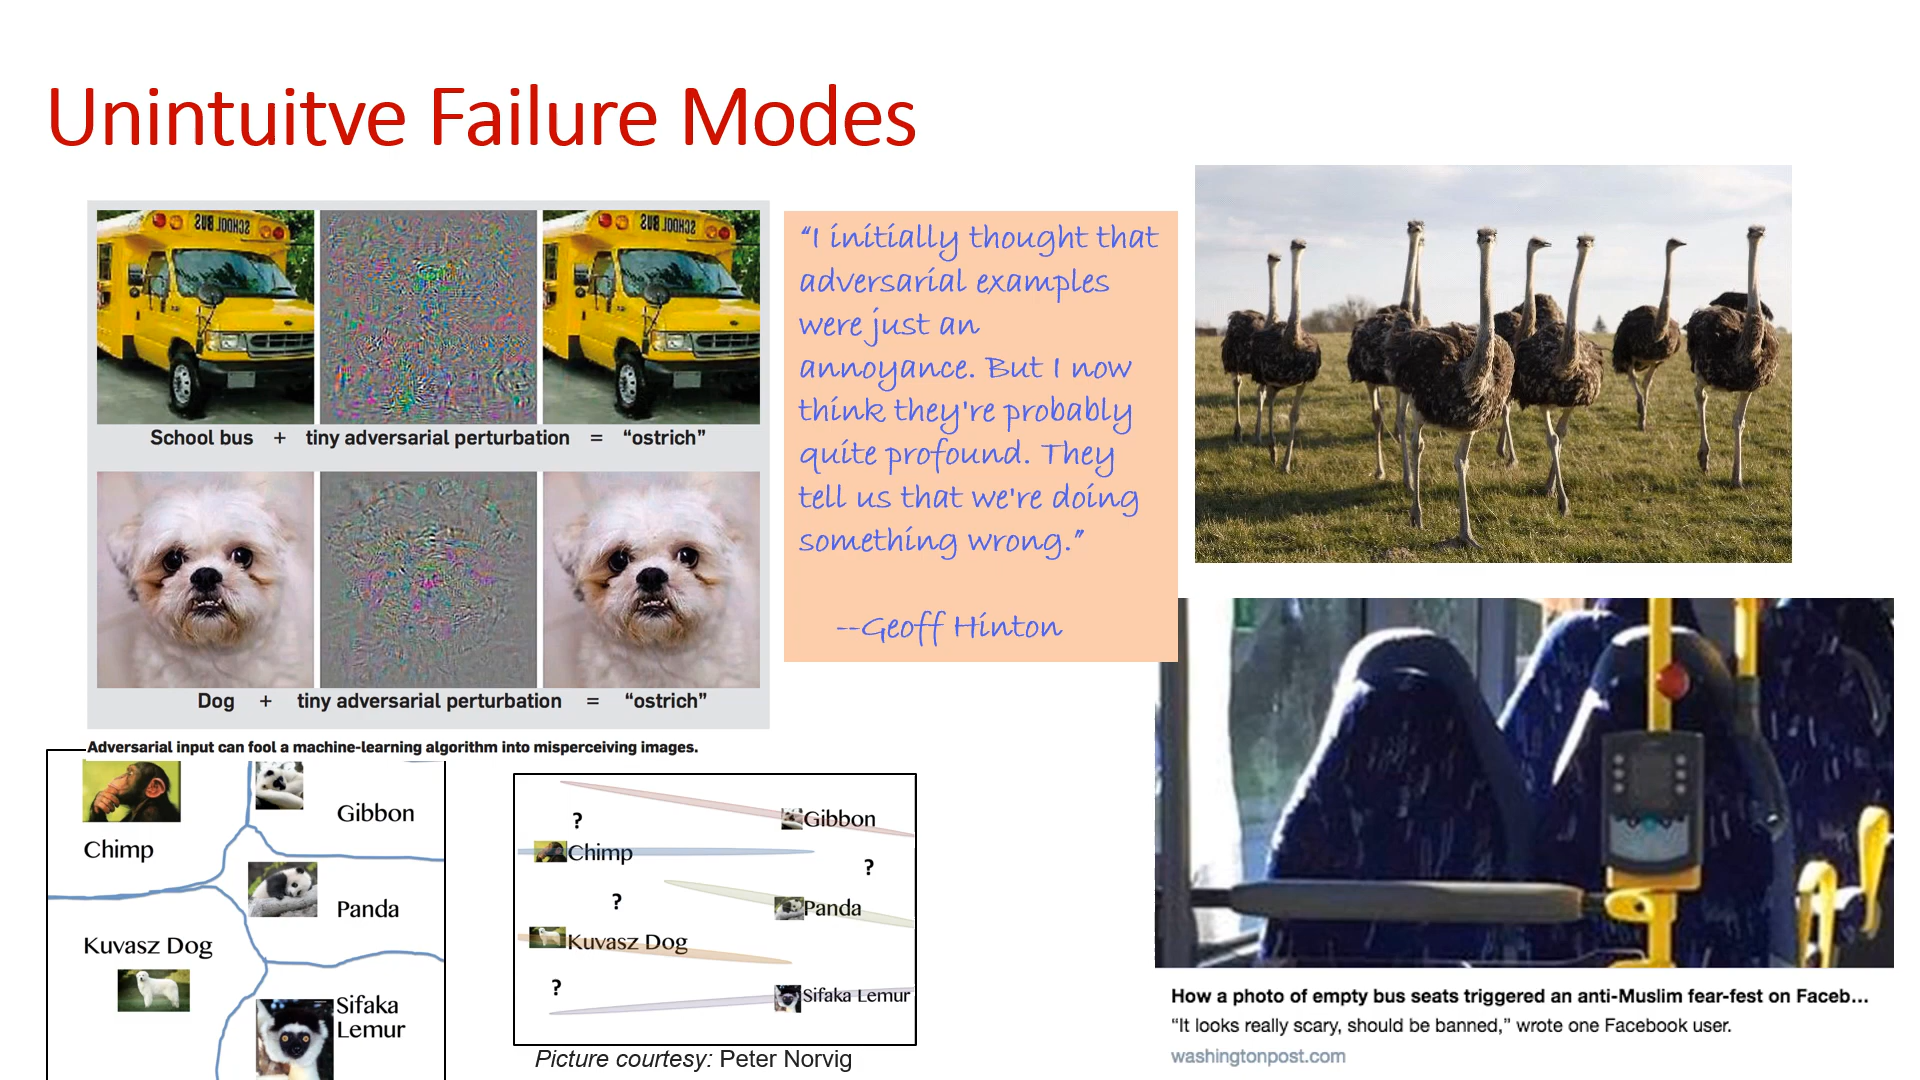 Unintuitve Failure Modes
School bus + tiny adversarial perturbation = “ostrich”
Dog + tiny adversarial perturbation = “ostrich”
Adversarial input can fool a machine-learning algorithm into misperceiving images.
“I initially thought that
adversarial examples
were just an
annoyance. But I now
think they're probably
quite profound. They
tell us that we're doing
something wrong.”
--Geoff Hinton
Chimp
Gibbon
Panda
Kuvasz Dog
Sifaka
Lemur
?
Gibbon
Chimp
?
?
Panda
Kuvasz Dog
?
Sifaka Lemur
Picture courtesy: Peter Norvig
How a photo of empty bus seats triggered an anti-Muslim fear-fest on Faceb...
“It looks really scary, should be banned,” wrote one Facebook user.
washingtonpost.com